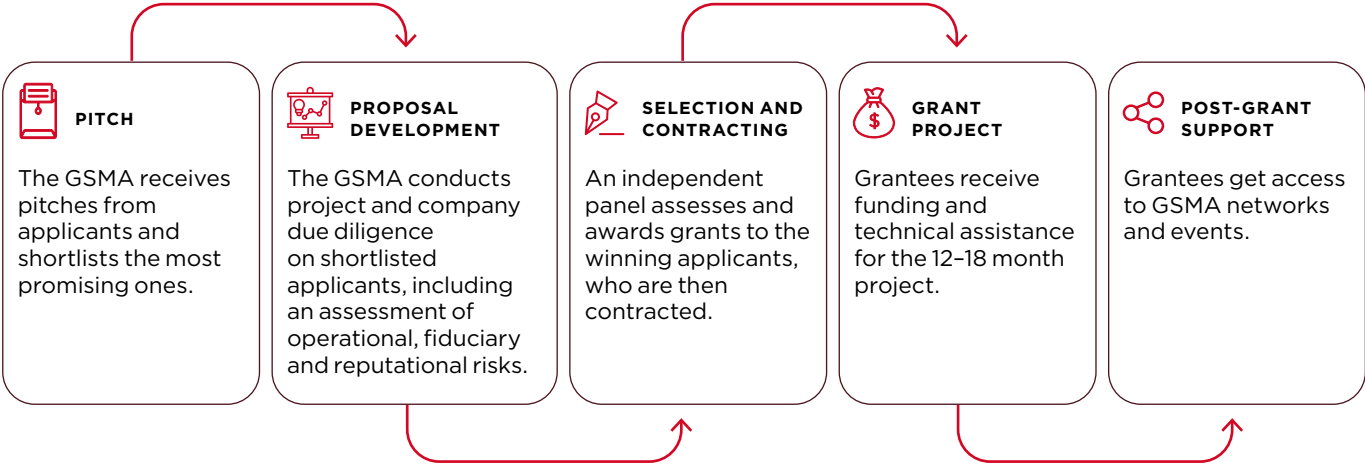 PITCH
The GSMA receives
pitches from
applicants and
shortlists the most
promising ones.
PROPOSAL
DEVELOPMENT
The GSMA conducts
project and company
due diligence
on shortlisted
applicants, including
an assessment of
operational, fiduciary
and reputational risks.
SELECTION AND
CONTRACTING
An independent
panel assesses and
awards grants to the
winning applicants,
who are then
contracted.
$
GRANT
PROJECT
Grantees receive
funding and
technical assistance
for the 12–18 month
project.
POST-GRANT
SUPPORT
Grantees get access
to GSMA networks
and events.